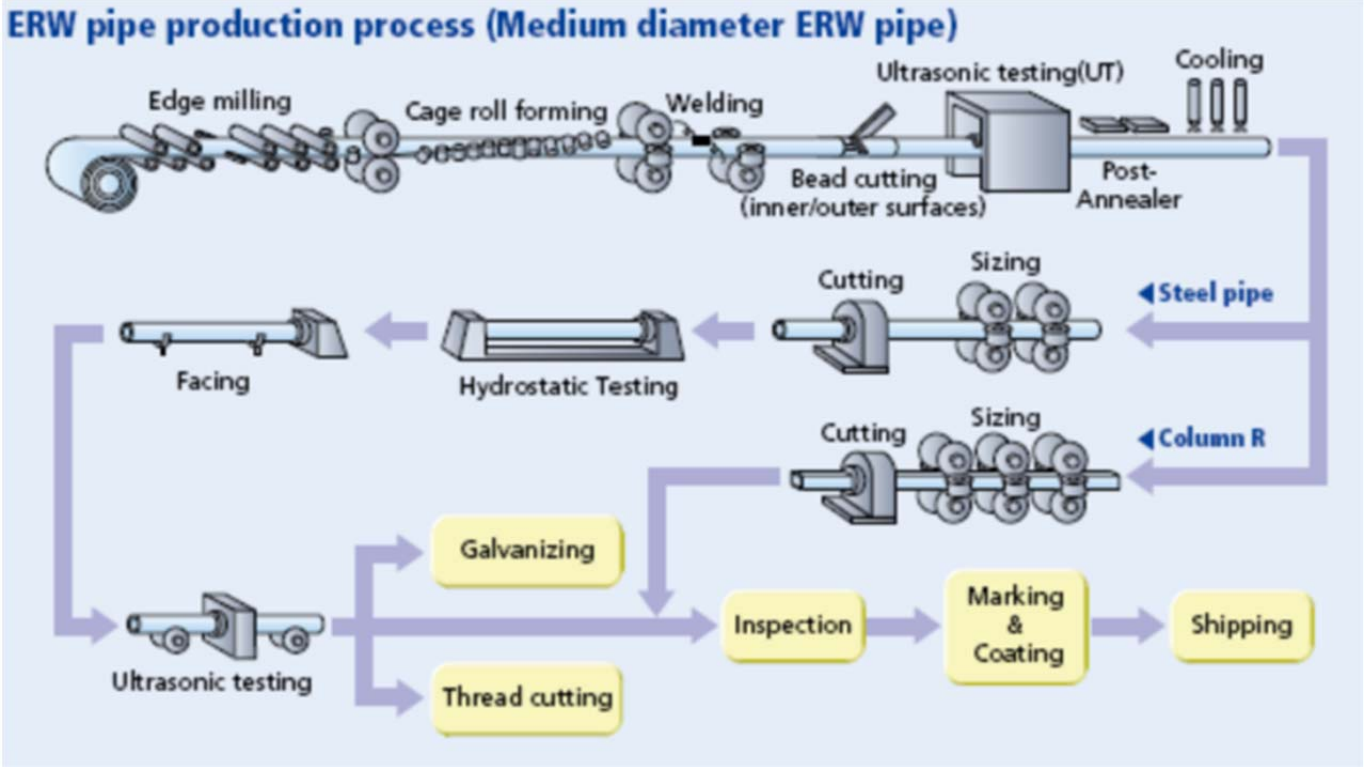 ERW pipe production process (Medium diameter ERW pipe)
Edge milling
Cage roll forming
Welding
Ultrasonic testing(UT)
Cooling
Bead cutting
(inner/outer surfaces)
Post-
Annealer
Steel pipe
Sizing
Cutting
Hydrostatic Testing
Facing
Column R
Sizing
Cutting
Ultrasonic testing
Galvanizing
Thread cutting
Inspection
Marking
&
Coating
Shipping